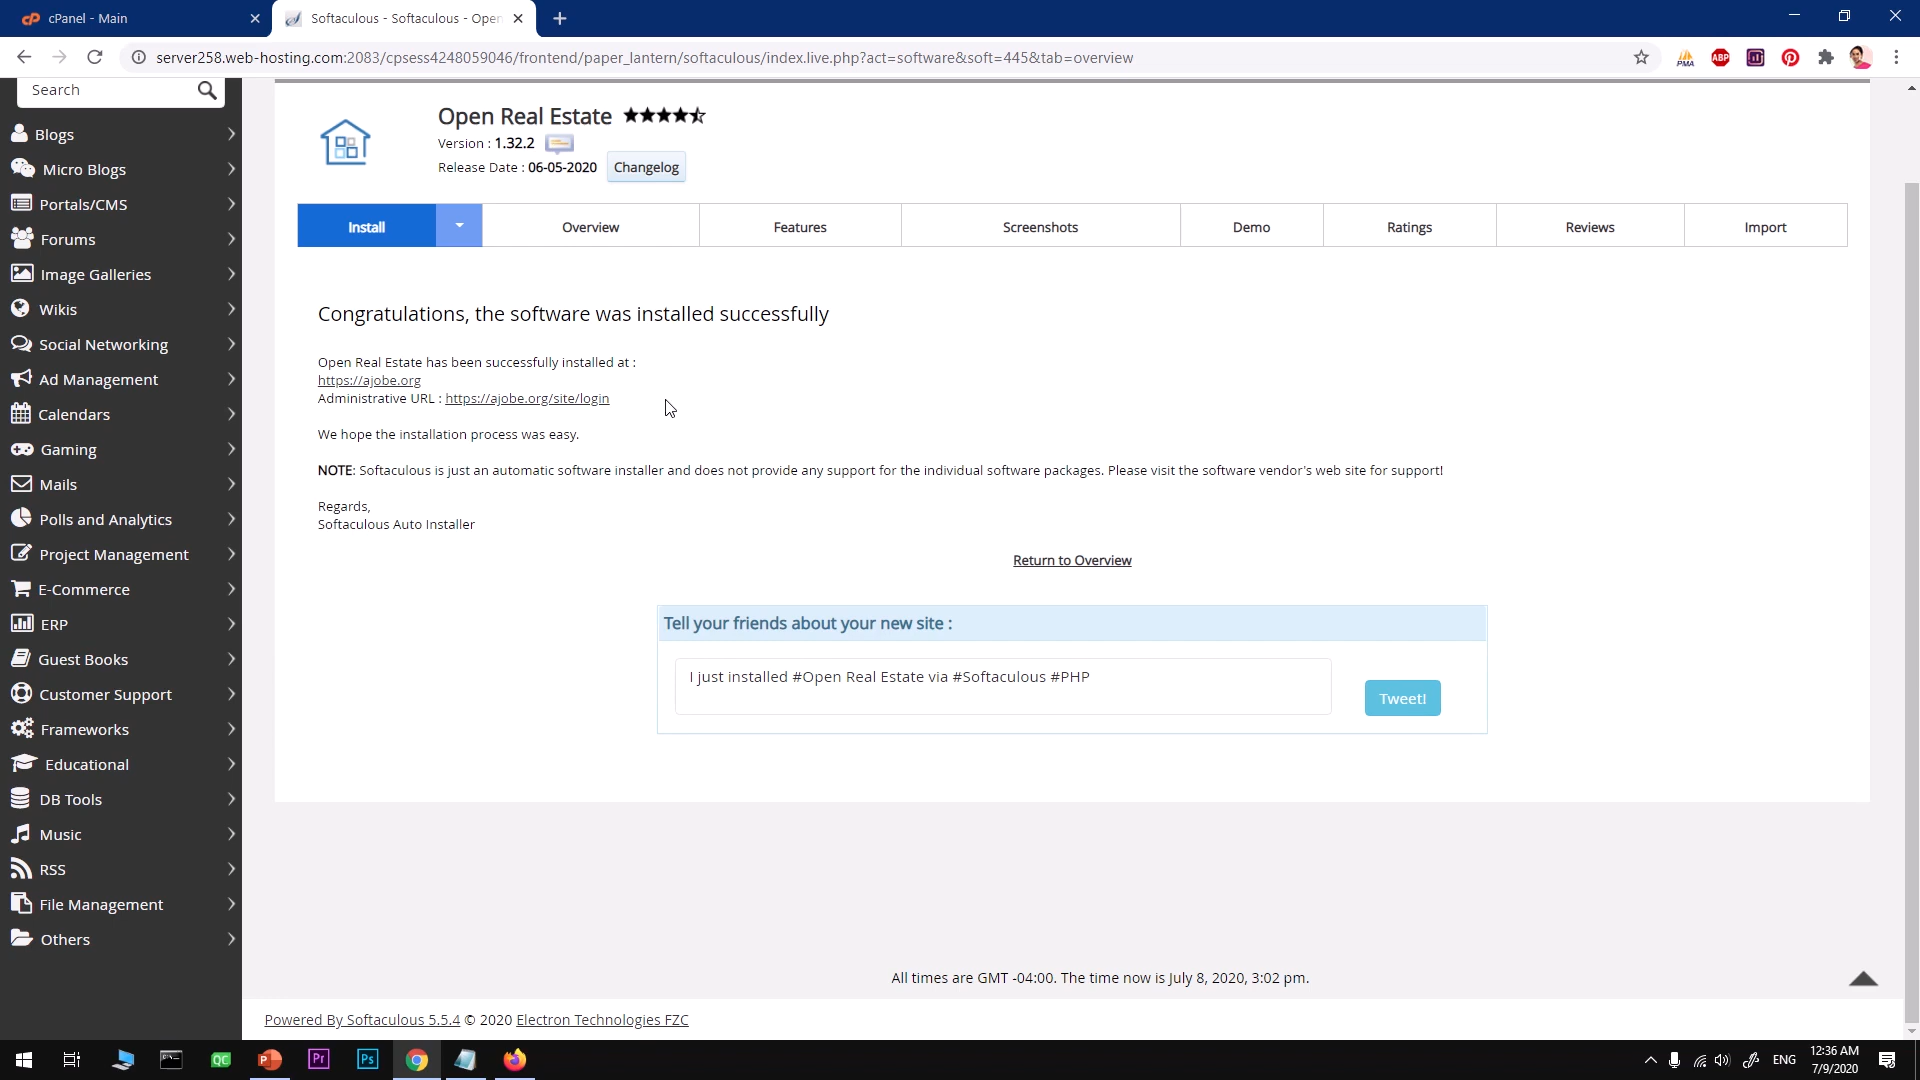 cPanel - Main
Softaculous - Softaculous - Open
server258.web-hosting.com:2083/cpsess4248059046/frontend/paper_lantern/softaculous/index.live.php?act=software&soft=445&tab=overview
PMA
ABP
Search
Blogs
Micro Blogs
Portals/CMS
Forums
Image Galleries
Wikis
Social Networking
Ad Management
Calendars
Gaming
Mails
Polls and Analytics
Project Management
E-Commerce
ERP
Guest Books
Customer Support
Frameworks
Educational
DB Tools
Music
RSS
File Management
Others
Open Real Estate
Version : 1.32.2
Release Date : 06-05-2020 Changelog
Install Overview Features Screenshots Demo Ratings Reviews Import
Congratulations, the software was installed successfully
Open Real Estate has been successfully installed at :
https://ajobe.org
Administrative URL : https://ajobe.org/site/login
We hope the installation process was easy.
NOTE: Softaculous is just an automatic software installer and does not provide any support for the individual software packages. Please visit the software vendor's web site for support!
Regards,
Softaculous Auto Installer
Return to Overview
Tell your friends about your new site :
I just installed #Open Real Estate via #Softaculous #PHP
Tweet!
All times are GMT -04:00. The time now is July 8, 2020, 3:02 pm.
Powered By Softaculous 5.5.4 © 2020 Electron Technologies FZC
QC
P
Pr
Ps
ENG
12:36 AM
7/9/2020